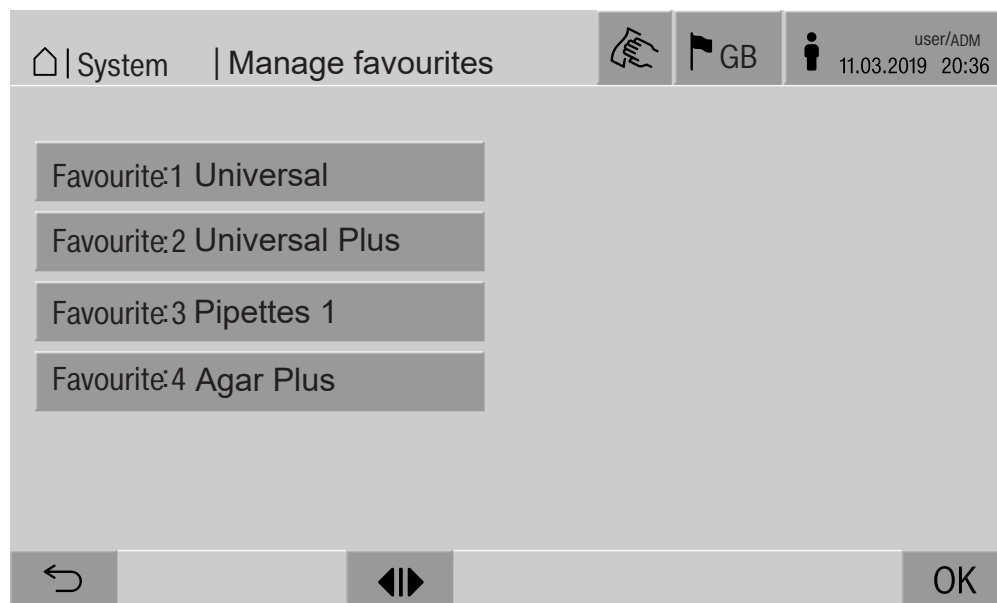 | System | Manage favourites
GB
user/ADM
11.03.2019 20:36
Favourite:1 Universal
Favourite:2 Universal Plus
Favourite:3 Pipettes 1
Favourite:4 Agar Plus
OK